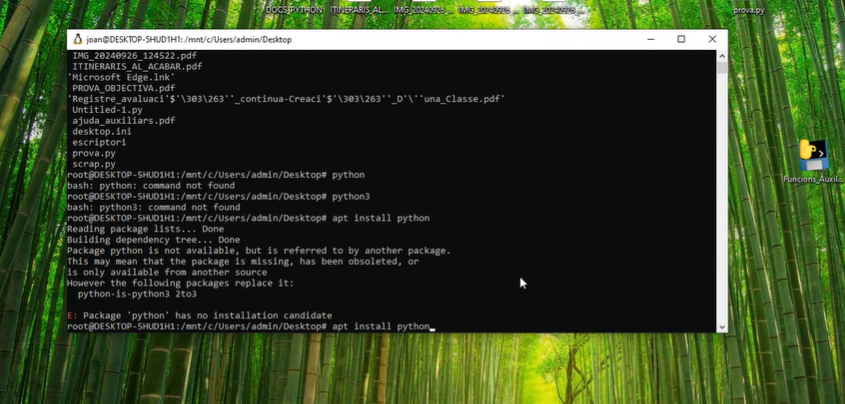 DOCS PYTHON ITINERARIS_AL... IMG_20240926_... IMG_20240926_... IMG_20240926_... prova.py
joan@DESKTOP-5HUD1H1: /mnt/c/Users/admin/Desktop
IMG_20240926_124522.pdf
ITINERARIS_AL_ACABAR.pdf
'Microsoft Edge.lnk'
PROVA_OBJECTIVA.pdf
'Registre_avaluaci'$'\303\263''_continua-Creaci'$'\303\263''_D'\''una_Classe.pdf'
Untitled-1.py
ajuda_auxiliars.pdf
desktop.ini
escriptori
prova.py
scrap.py
root@DESKTOP-5HUD1H1:/mnt/c/Users/admin/Desktop# python
bash: python: command not found
root@DESKTOP-5HUD1H1:/mnt/c/Users/admin/Desktop# python3
bash: python3: command not found
root@DESKTOP-5HUD1H1:/mnt/c/Users/admin/Desktop# apt install python
Reading package lists... Done
Building dependency tree... Done
Package python is not available, but is referred to by another package.
This may mean that the package is missing, has been obsoleted, or
is only available from another source
However the following packages replace it:
python-is-python3 2to3
E: Package 'python' has no installation candidate
root@DESKTOP-5HUD1H1:/mnt/c/Users/admin/Desktop# apt install python
Funcions_Auxil...